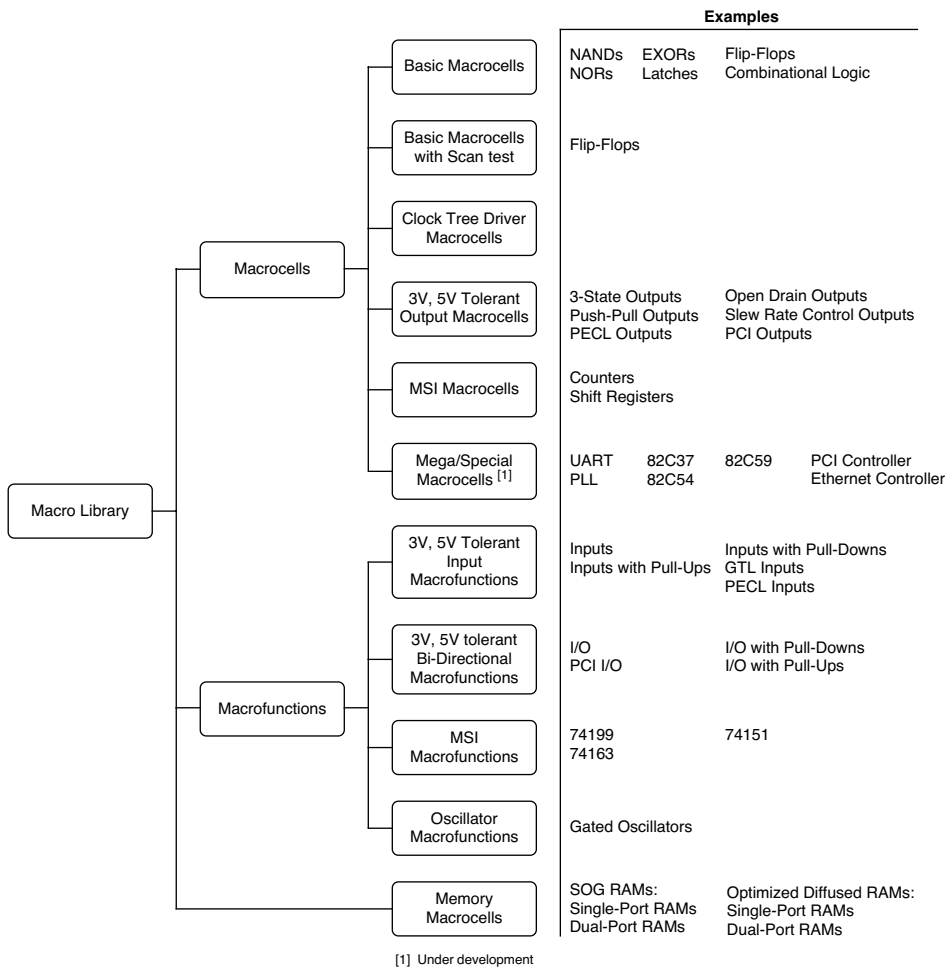 Examples
Basic Macrocells
NANDs EXORs Flip-Flops
NORs Latches Combinational Logic
Basic Macrocells
with Scan test
Flip-Flops
Clock Tree Driver
Macrocells
Macrocells
3V, 5V Tolerant
Output Macrocells
3-State Outputs Open Drain Outputs
Push-Pull Outputs Slew Rate Control Outputs
PECL Outputs PCI Outputs
MSI Macrocells
Counters
Shift Registers
Mega/Special
Macrocells [1]
UART 82C37 82C59 PCI Controller
PLL 82C54 Ethernet Controller
Macro Library
3V, 5V Tolerant
Input
Macrofunctions
Inputs Inputs with Pull-Downs
Inputs with Pull-Ups GTL Inputs
PECL Inputs
3V, 5V tolerant
Bi-Directional
Macrofunctions
I/O I/O with Pull-Downs
PCI I/O I/O with Pull-Ups
Macrofunctions
MSI
Macrofunctions
74199 74151
74163
Oscillator
Macrofunctions
Gated Oscillators
Memory
Macrocells
SOG RAMs: Optimized Diffused RAMs:
Single-Port RAMs Single-Port RAMs
Dual-Port RAMs Dual-Port RAMs
[1] Under development